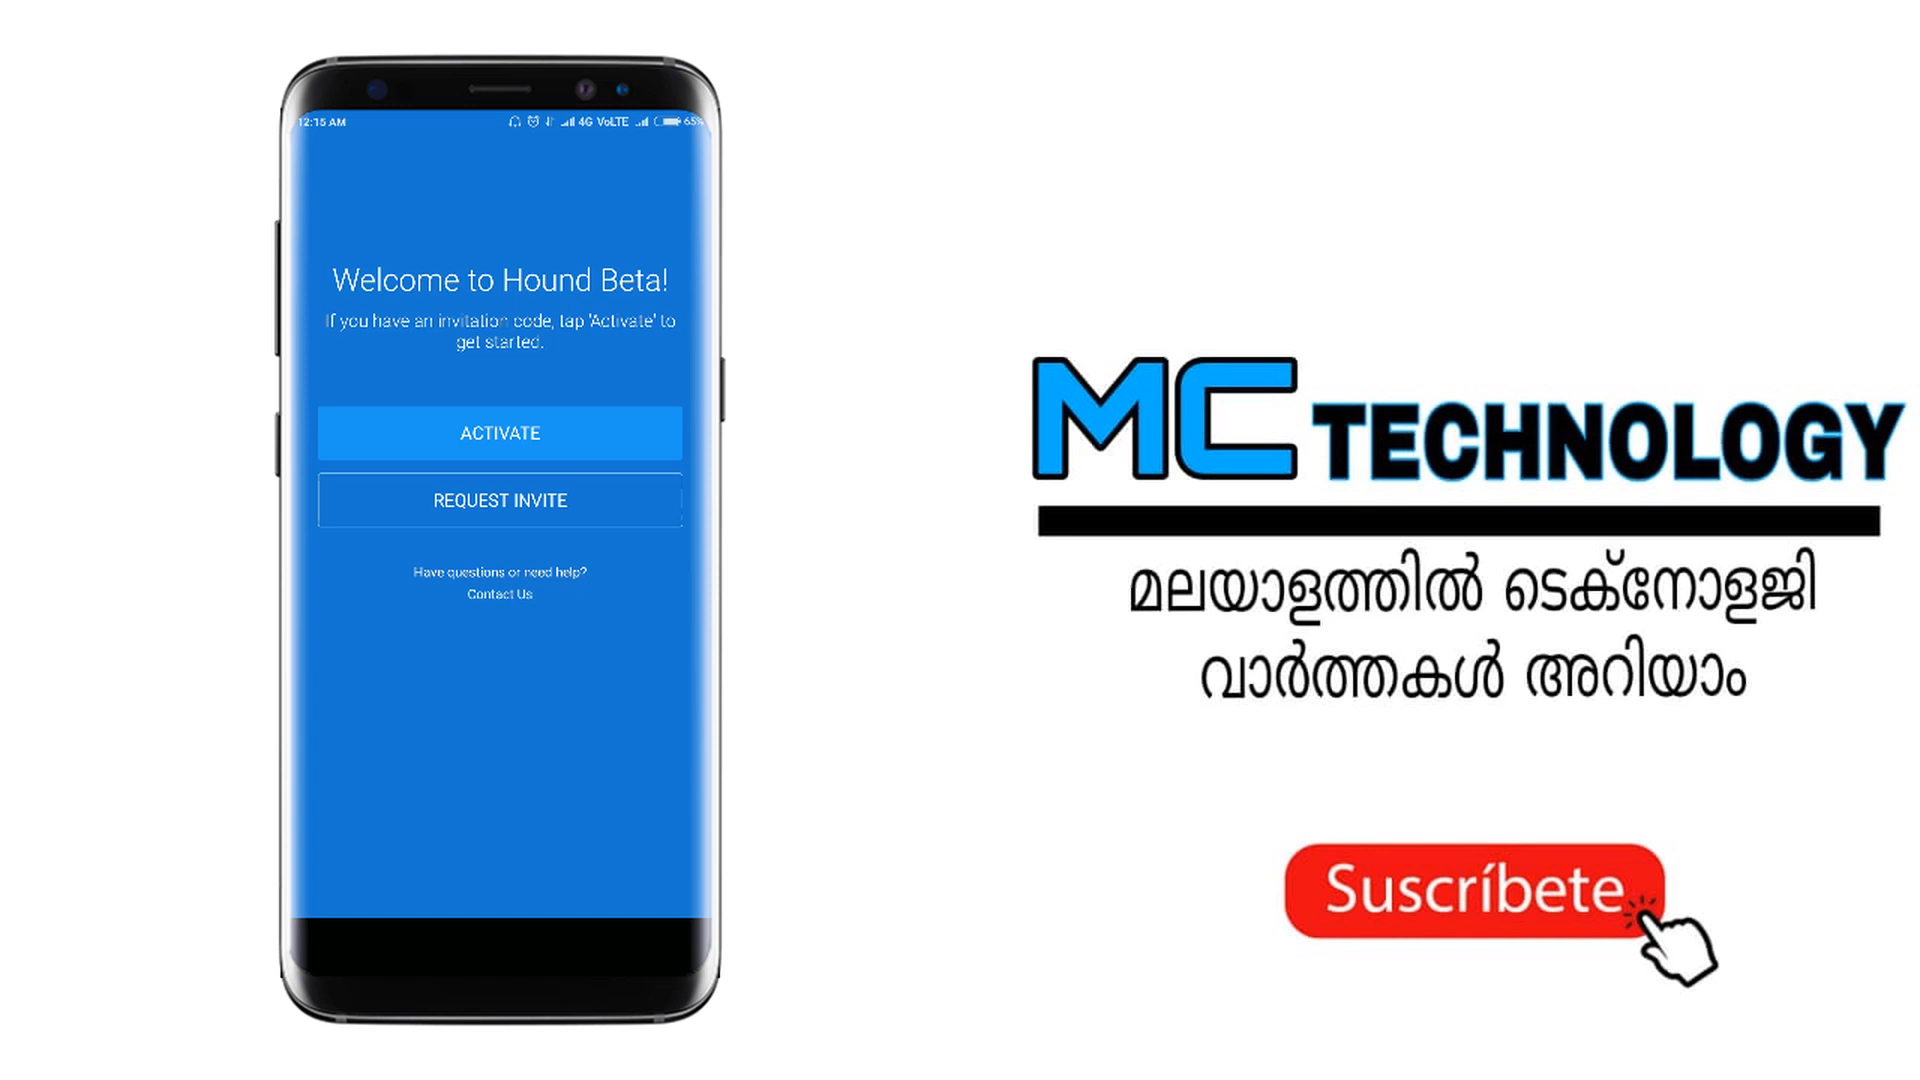 12:15 AM 4G VoLTE 65%
Welcome to Hound Beta!
If you have an invitation code, tap 'Activate' to
get started.
ACTIVATE
REQUEST INVITE
Have questions or need help?
Contact Us
MC TECHNOLOGY
മലയാളത്തിൽ ടെക്നോളജി
വാർത്തകൾ അറിയാം
Suscríbete